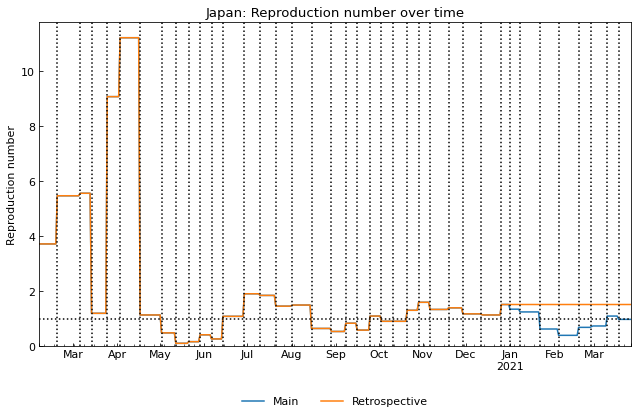 Japan: Reproduction number over time
Reproduction number
10
8
6
4
2
0
Mar Apr May Jun Jul Aug Sep Oct Nov Dec Jan Feb Mar
2021
Main Retrospective